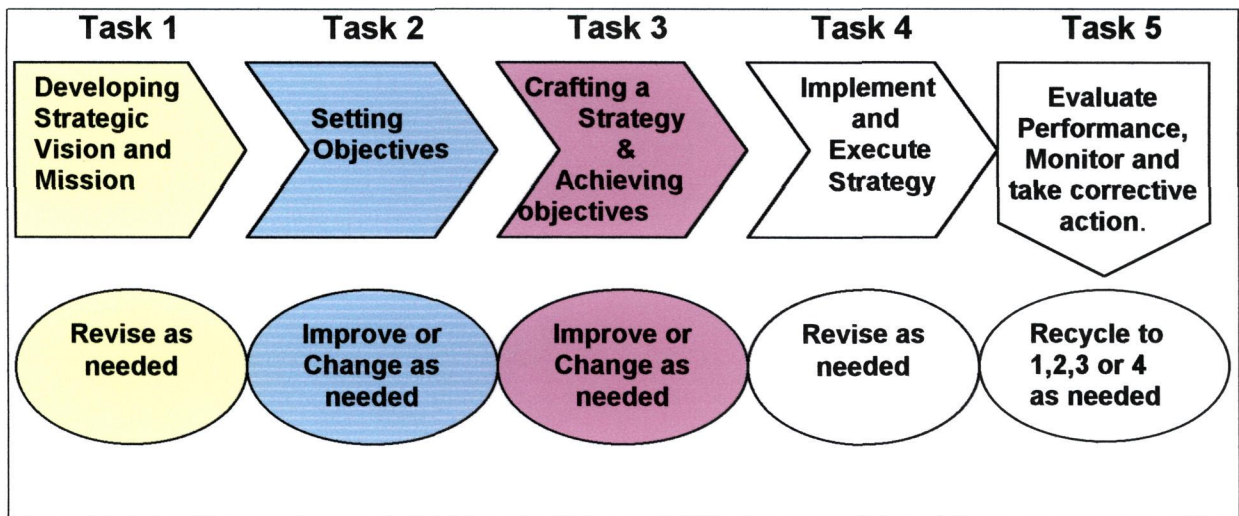 Task 1
Task 2
Task 3
Task 4
Task 5
Developing
Strategic
Vision and
Mission
Setting
Objectives
Crafting a
Strategy
&
Achieving
objectives
Implement
and
Execute
Strategy
Evaluate
Performance,
Monitor and
take corrective
action.
Revise as
needed
Improve or
Change as
needed
Improve or
Change as
needed
Revise as
needed
Recycle to
1,2,3 or 4
as needed